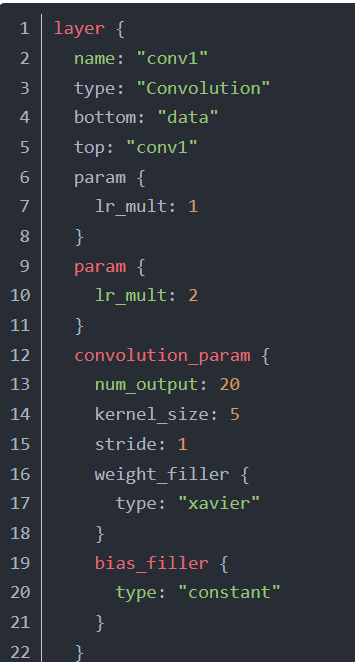 1 layer {
2   name: "conv1"
3   type: "Convolution"
4   bottom: "data"
5   top: "conv1"
6   param {
7     lr_mult: 1
8   }
9   param {
10     lr_mult: 2
11   }
12   convolution_param {
13     num_output: 20
14     kernel_size: 5
15     stride: 1
16     weight_filler {
17       type: "xavier"
18     }
19     bias_filler {
20       type: "constant"
21     }
22   }